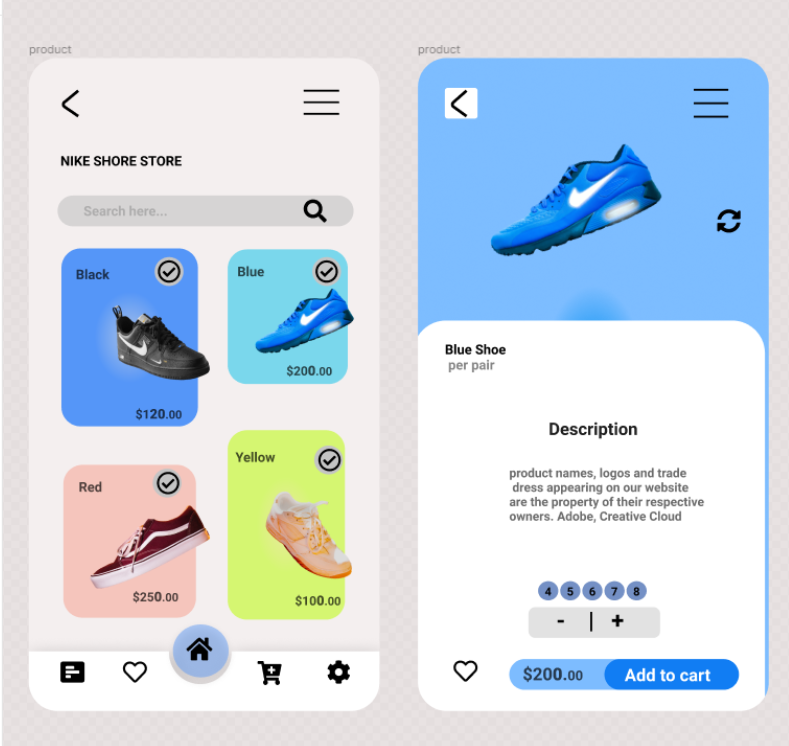 product
NIKE SHORE STORE
Search here...
Black
$120.00
Blue
$200.00
Red
$250.00
Yellow
$100.00
product
Blue Shoe
per pair
Description
product names, logos and trade
dress appearing on our website
are the property of their respective
owners. Adobe, Creative Cloud
4 5 6 7 8
- | +
$200.00 Add to cart